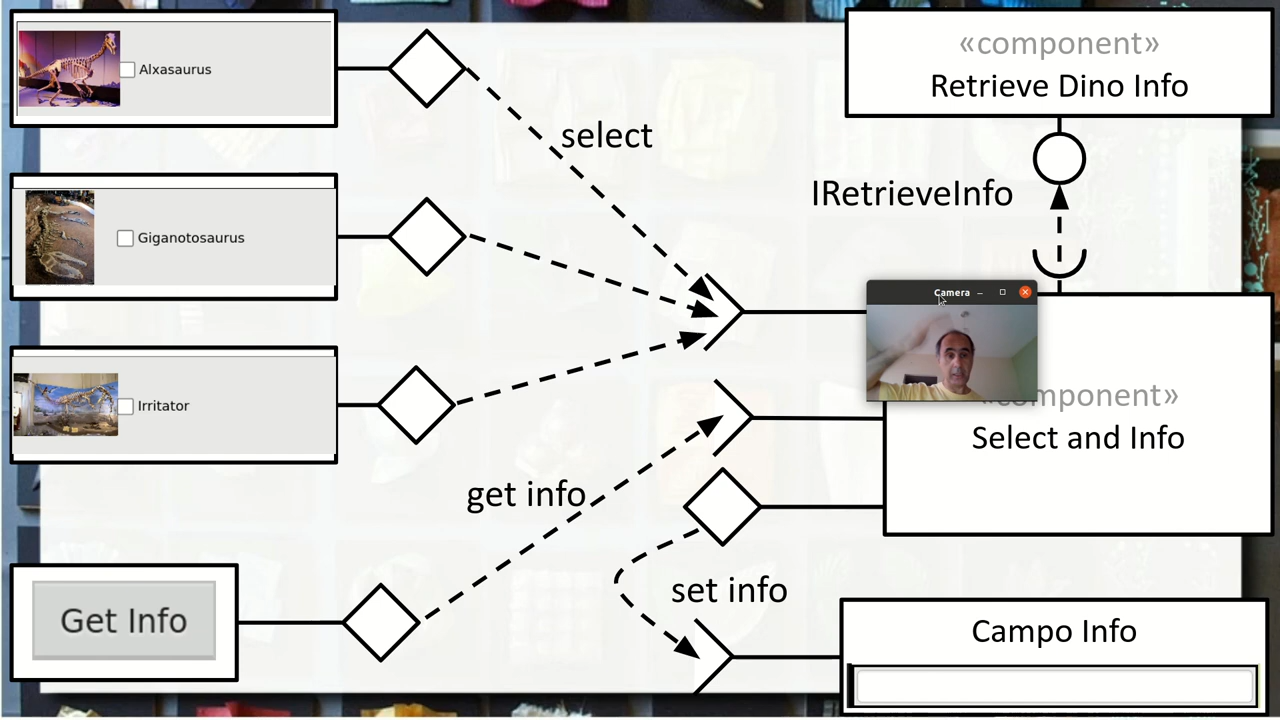 Alxasaurus
select
«component»
Retrieve Dino Info
IRetrieveInfo
Giganotosaurus
Camera
Irritator
«component»
Select and Info
get info
set info
Get Info
Campo Info